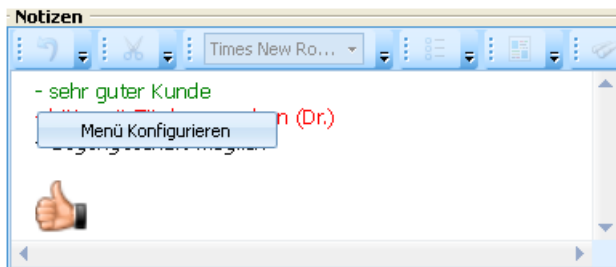 Notizen
Times New Ro...
- sehr guter Kunde
n (Dr.)
Menü Konfigurieren